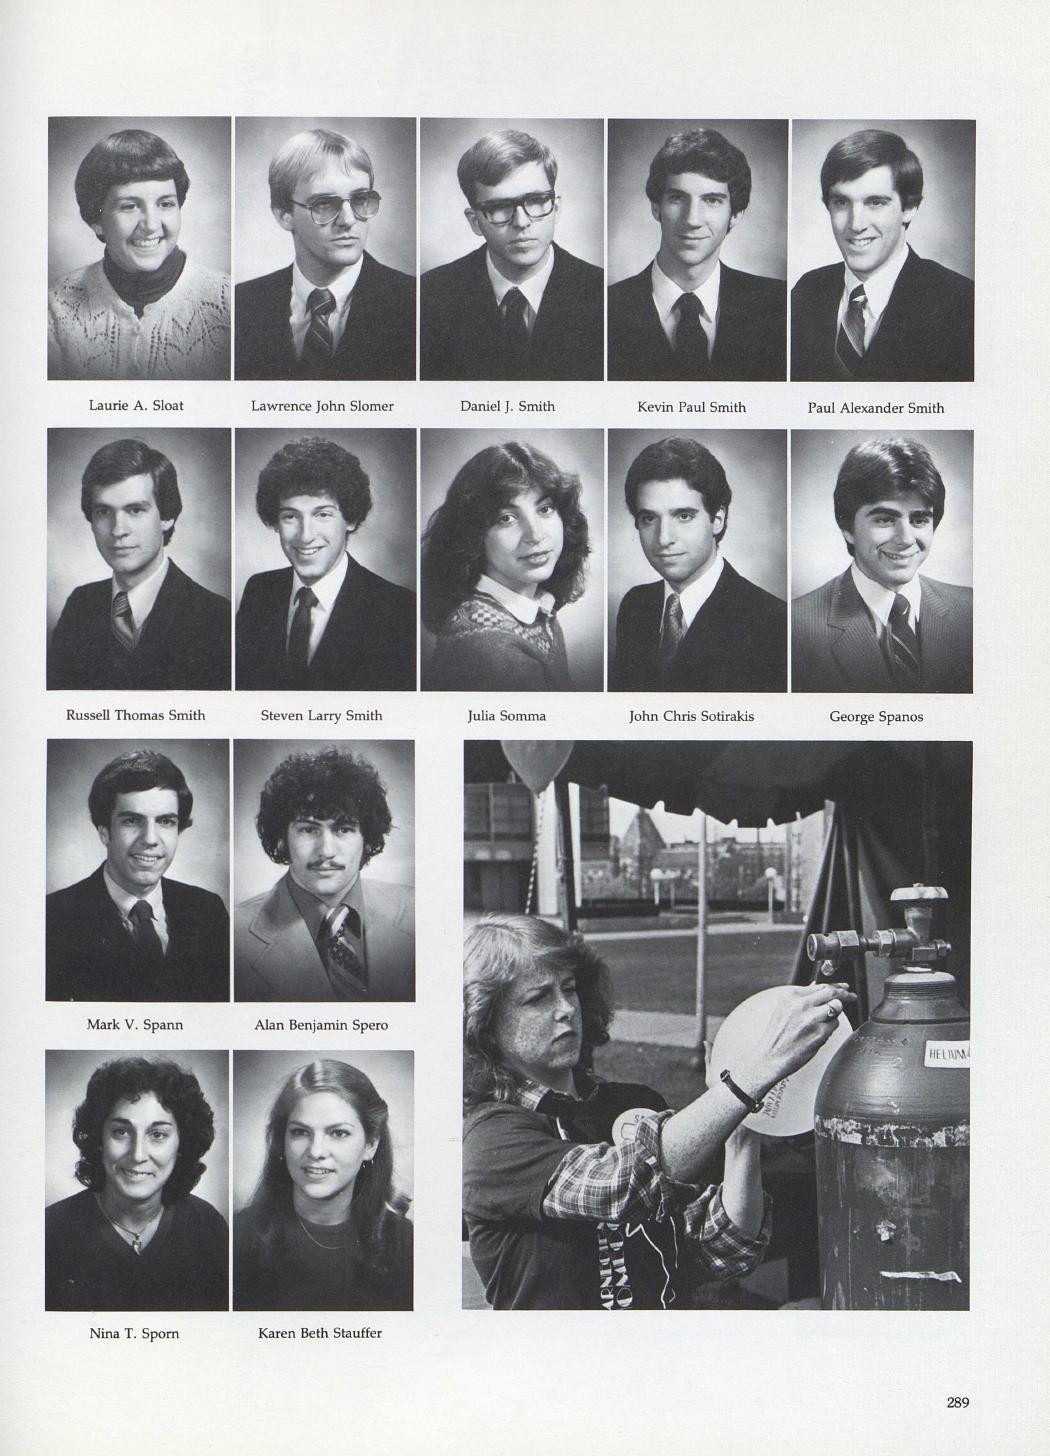 Laurie A. Sloat
Lawrence John Slomer
Daniel J. Smith
Kevin Paul Smith
Paul Alexander Smith
Russell Thomas Smith
Steven Larry Smith
Julia Somma
John Chris Sotirakis
George Spanos
Mark V. Spann
Alan Benjamin Spero
HELIUM
Nina T. Sporn
Karen Beth Stauffer
289